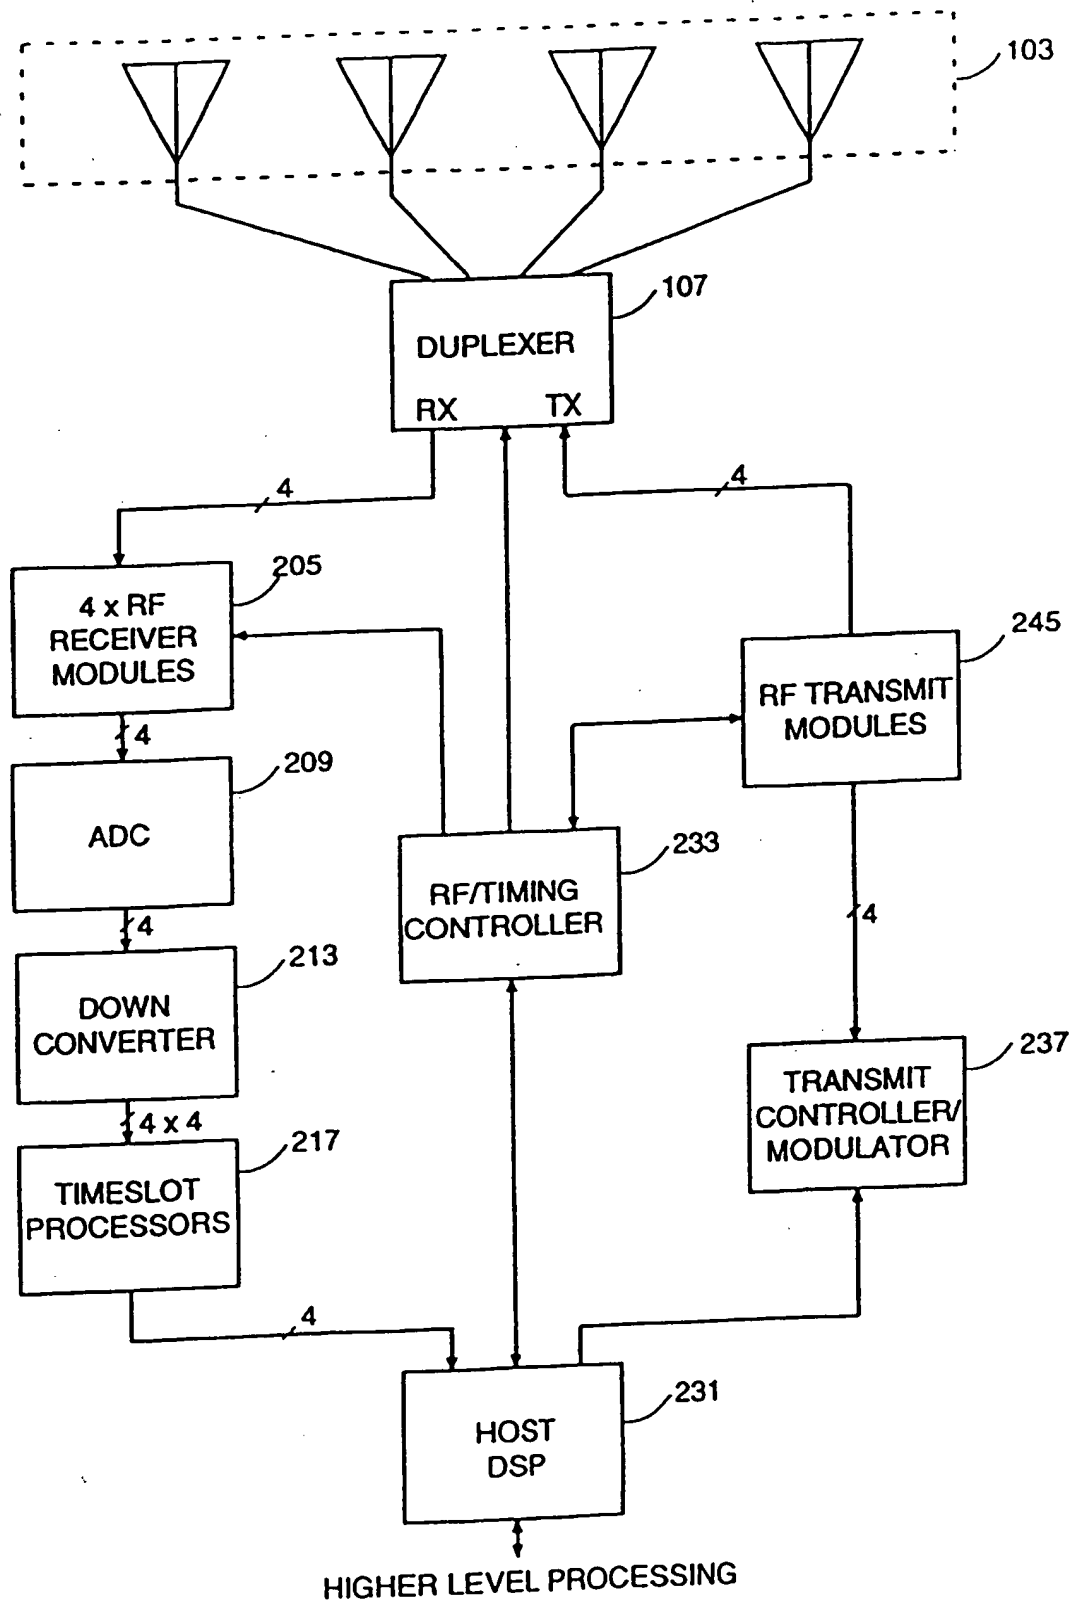 103
107
DUPLEXER
RX TX
4
4
205
4 x RF
RECEIVER
MODULES
245
RF TRANSMIT
MODULES
4
209
ADC
233
RF/TIMING
CONTROLLER
4
4
213
DOWN
CONVERTER
237
TRANSMIT
CONTROLLER/
MODULATOR
4 x 4
217
TIMESLOT
PROCESSORS
4
231
HOST
DSP
HIGHER LEVEL PROCESSING